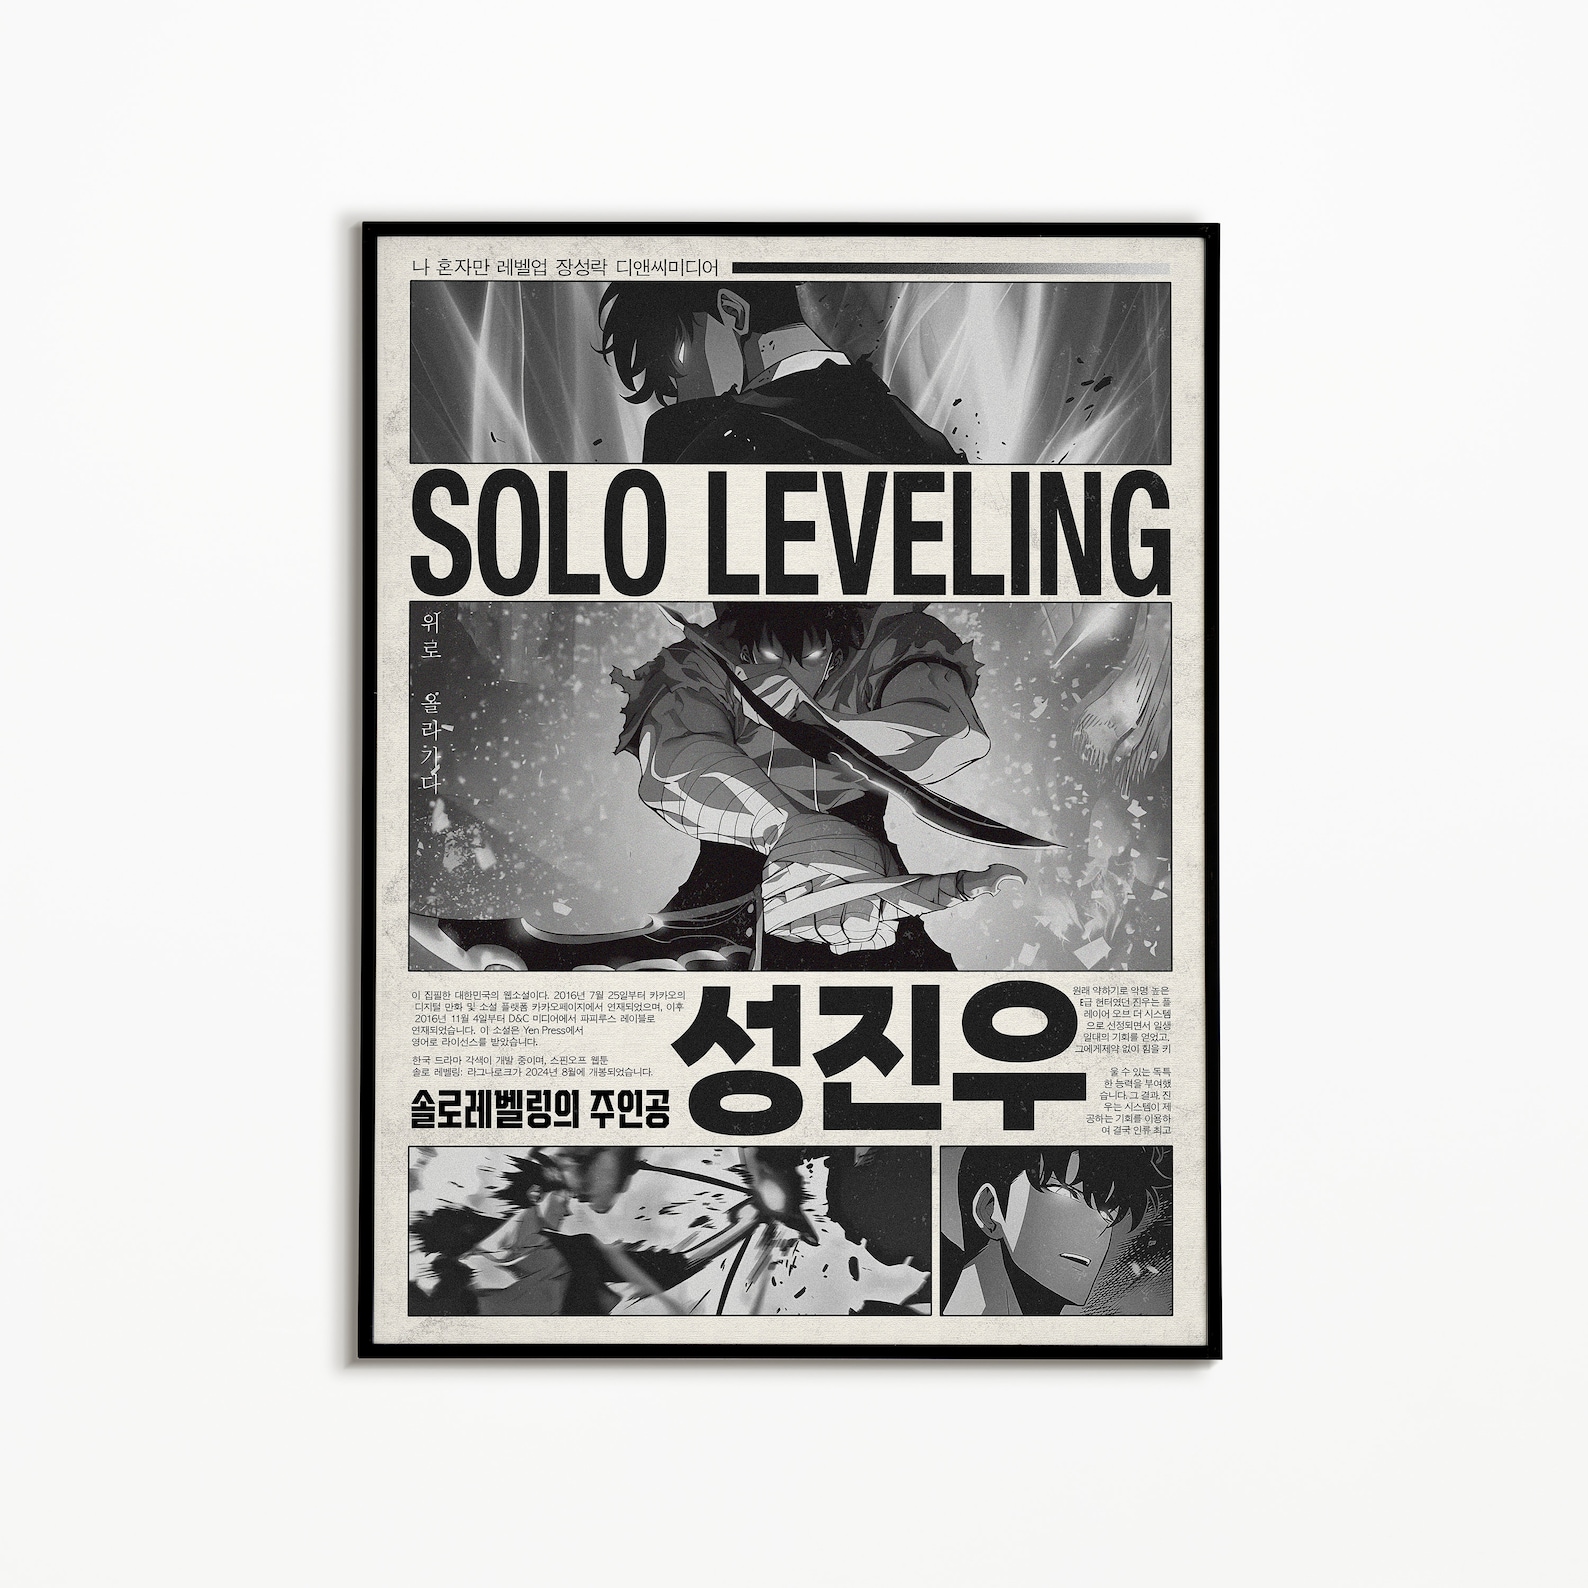 나 혼자만 레벨업 장성락 디앤씨미디어
SOLO LEVELING
위로 올라가다
이 집필한 대한민국의 웹소설이다. 2016년 7월 25일부터 카카오의
디지털 만화 및 소설 플랫폼 카카오페이지에서 연재되었으며, 이후
2016년 11월 4일부터 D&C 미디어에서 파피루스 레이블로
연재되었습니다. 이 소설은 Yen Press에서
영어로 라이선스를 받았습니다.
한국 드라마 각색이 개발 중이며, 스핀오프 웹툰
솔로 레벨링: 라그나로크가 2024년 8월에 개봉되었습니다.
솔로레벨링의 주인공
성진우
원래 약하기로 악명 높은
E급 헌터였던 진우는 플
레이어 오브 더 시스템
으로 선정되면서 일생
일대의 기회를 얻었고,
그에게제약 없이 힘을 키
울 수 있는 독특
한 능력을 부여했
습니다. 그 결과, 진
우는 시스템이 제
공하는 기회를 이용하
여 결국 인류 최고